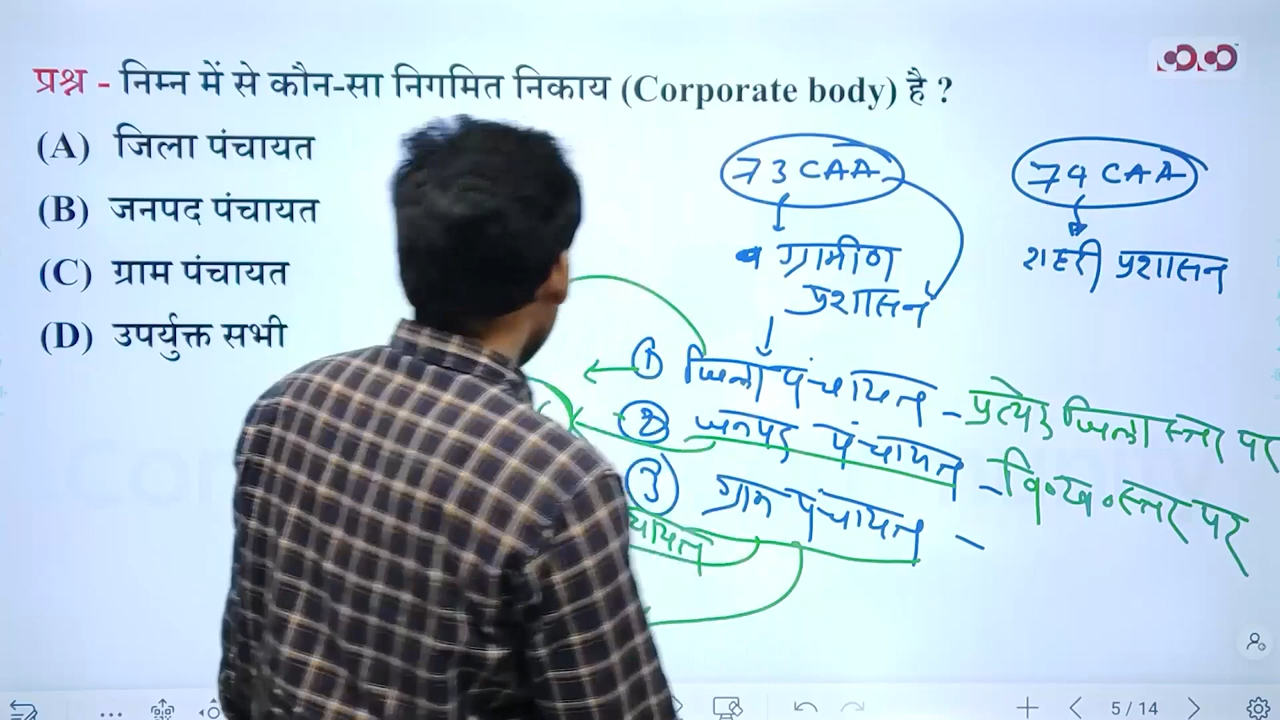 प्रश्न - निम्न में से कौन-सा निगमित निकाय (Corporate body) है ?
(A) जिला पंचायत
(B) जनपद पंचायत
(C) ग्राम पंचायत
(D) उपर्युक्त सभी
73 CAA
ग्रामीण
प्रशासन
74 CAA
शहरी प्रशासन
① जिला पंचायत - प्रत्येक जिला स्तर पर
② जनपद पंचायत - वि.ख. स्तर पर
③ ग्राम पंचायत -
5/14